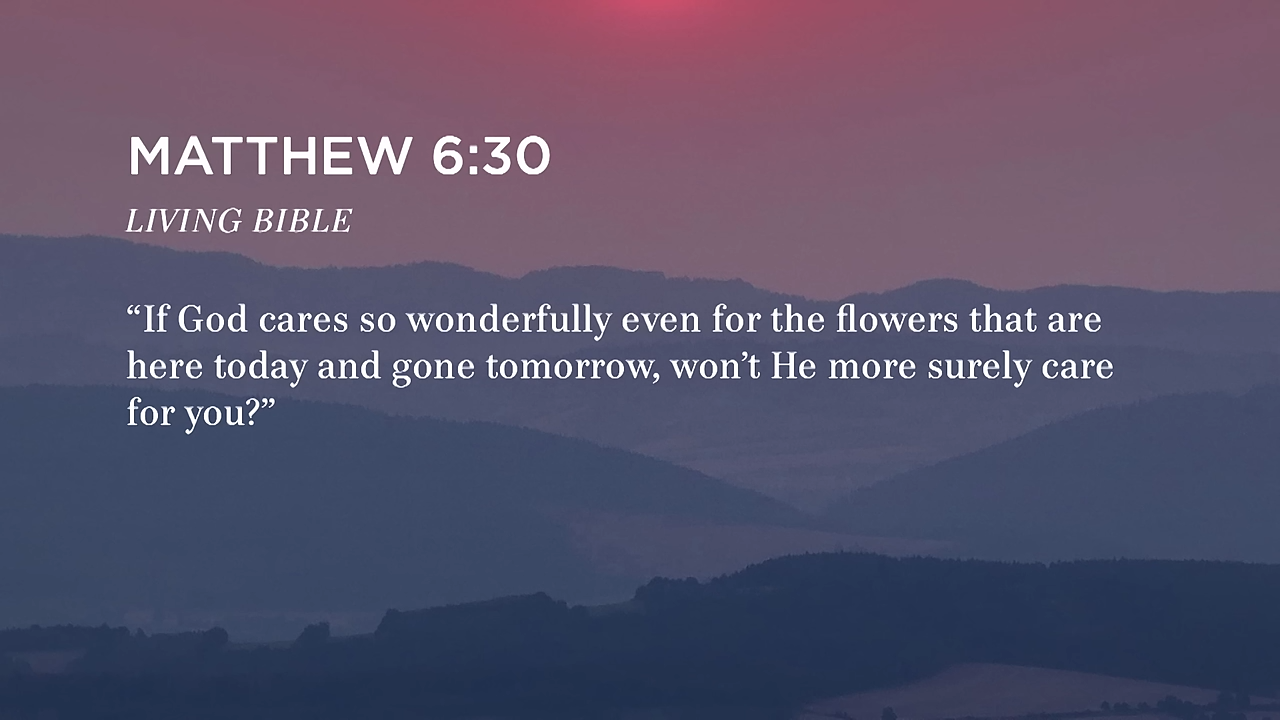 MATTHEW 6:30
LIVING BIBLE
“If God cares so wonderfully even for the flowers that are
here today and gone tomorrow, won’t He more surely care
for you?”